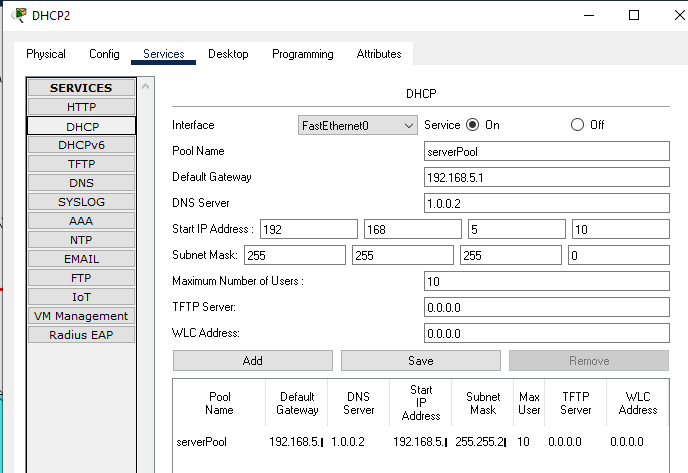 DHCP2
Physical Config Services Desktop Programming Attributes
SERVICES
HTTP
DHCP
DHCPv6
TFTP
DNS
SYSLOG
AAA
NTP
EMAIL
FTP
IoT
VM Management
Radius EAP
DHCP
Interface FastEthernet0 Service On Off
Pool Name serverPool
Default Gateway 192.168.5.1
DNS Server 1.0.0.2
Start IP Address : 192 168 5 10
Subnet Mask: 255 255 255 0
Maximum Number of Users : 10
TFTP Server: 0.0.0.0
WLC Address: 0.0.0.0
Add Save Remove
Pool Name Default Gateway DNS Server Start IP Address Subnet Mask Max User TFTP Server WLC Address
serverPool 192.168.5. 1.0.0.2 192.168.5. 255.255.2 10 0.0.0.0 0.0.0.0